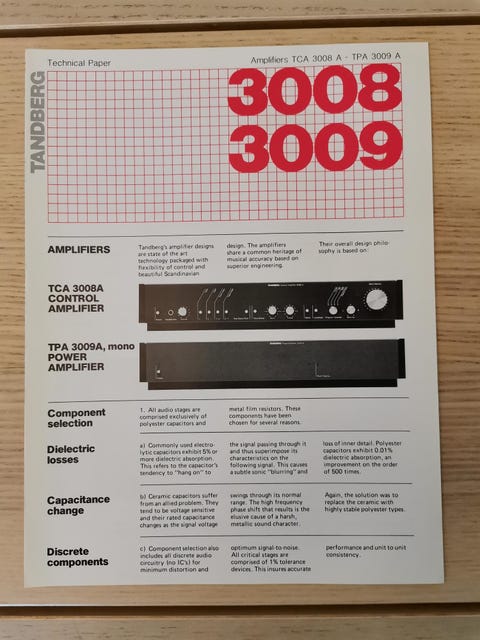 Technical Paper
Amplifiers TCA 3008 A - TPA 3009 A
TANDBERG
3008
3009
AMPLIFIERS
Tandberg's amplifier designs
are state of the art
technology packaged with
flexibility of control and
beautiful Scandinavian
design. The amplifiers
share a common heritage of
musical accuracy based on
superior engineering.
Their overall design philo-
sophy is based on:
TCA 3008A
CONTROL
AMPLIFIER
TANDBERG
TPA 3009A, mono
POWER
AMPLIFIER
TANDBERG
Component
selection
1. All audio stages are
comprised exclusively of
polyester capacitors and
metal film resistors. These
components have been
chosen for several reasons.
Dielectric
losses
a) Commonly used electro-
lytic capacitors exhibit 5% or
more dielectric absorption.
This refers to the capacitor's
tendency to "hang on" to
the signal passing through it
and thus superimpose its
characteristics on the
following signal. This causes
a subtle sonic "blurring" and
loss of inner detail. Polyester
capacitors exhibit 0.01%
dielectric absorption, an
improvement on the order
of 500 times.
Capacitance
change
b) Ceramic capacitors suffer
from an allied problem. They
tend to be voltage sensitive
and their rated capacitance
changes as the signal voltage
swings through its normal
range. The high frequency
phase shift that results is the
elusive cause of a harsh,
metallic sound character.
Again, the solution was to
replace the ceramic with
highly stable polyester types.
Discrete
components
c) Component selection also
includes all discrete audio
circuitry (no IC's) for
minimum distortion and
optimum signal-to-noise.
All critical stages are
comprised of 1% tolerance
devices. This insures accurate
performance and unit to unit
consistency.